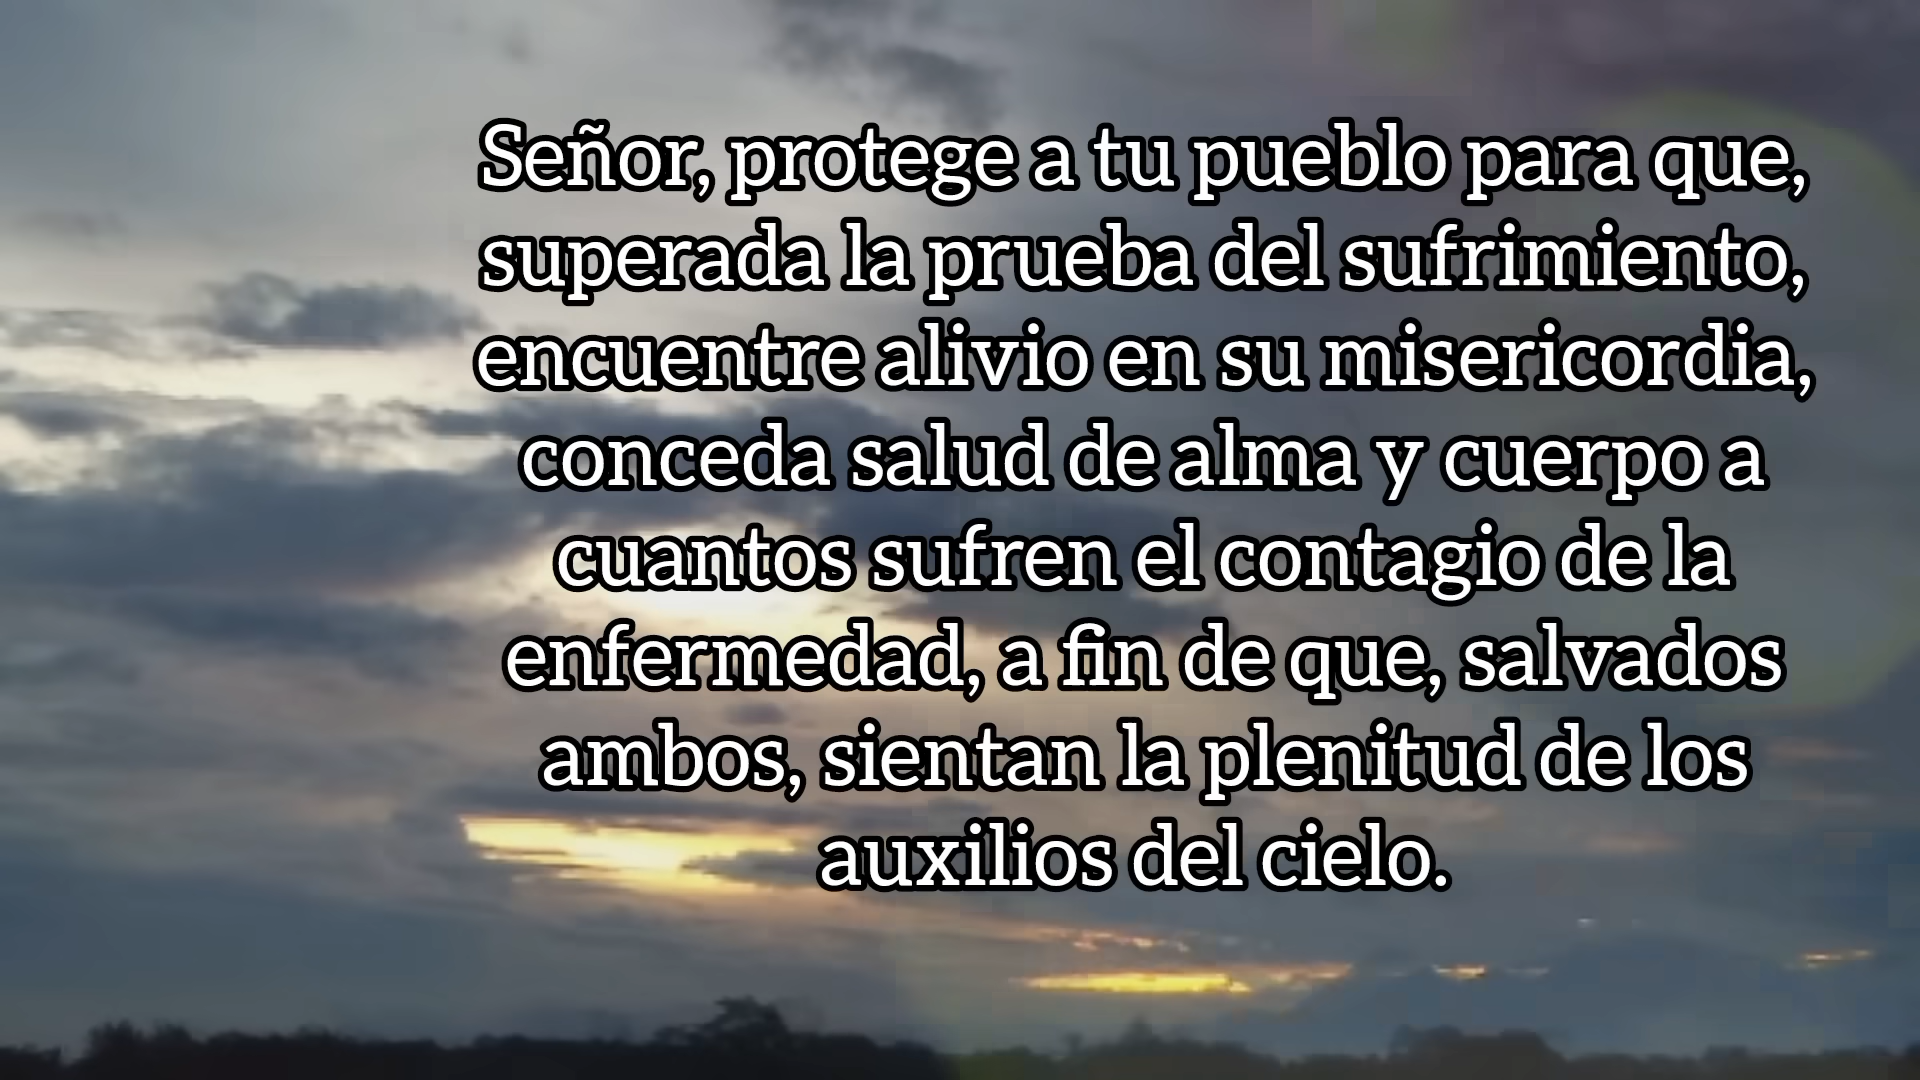 Señor, protege a tu pueblo para que,
superada la prueba del sufrimiento,
encuentre alivio en su misericordia,
conceda salud de alma y cuerpo a
cuantos sufren el contagio de la
enfermedad, a fin de que, salvados
ambos, sientan la plenitud de los
auxilios del cielo.